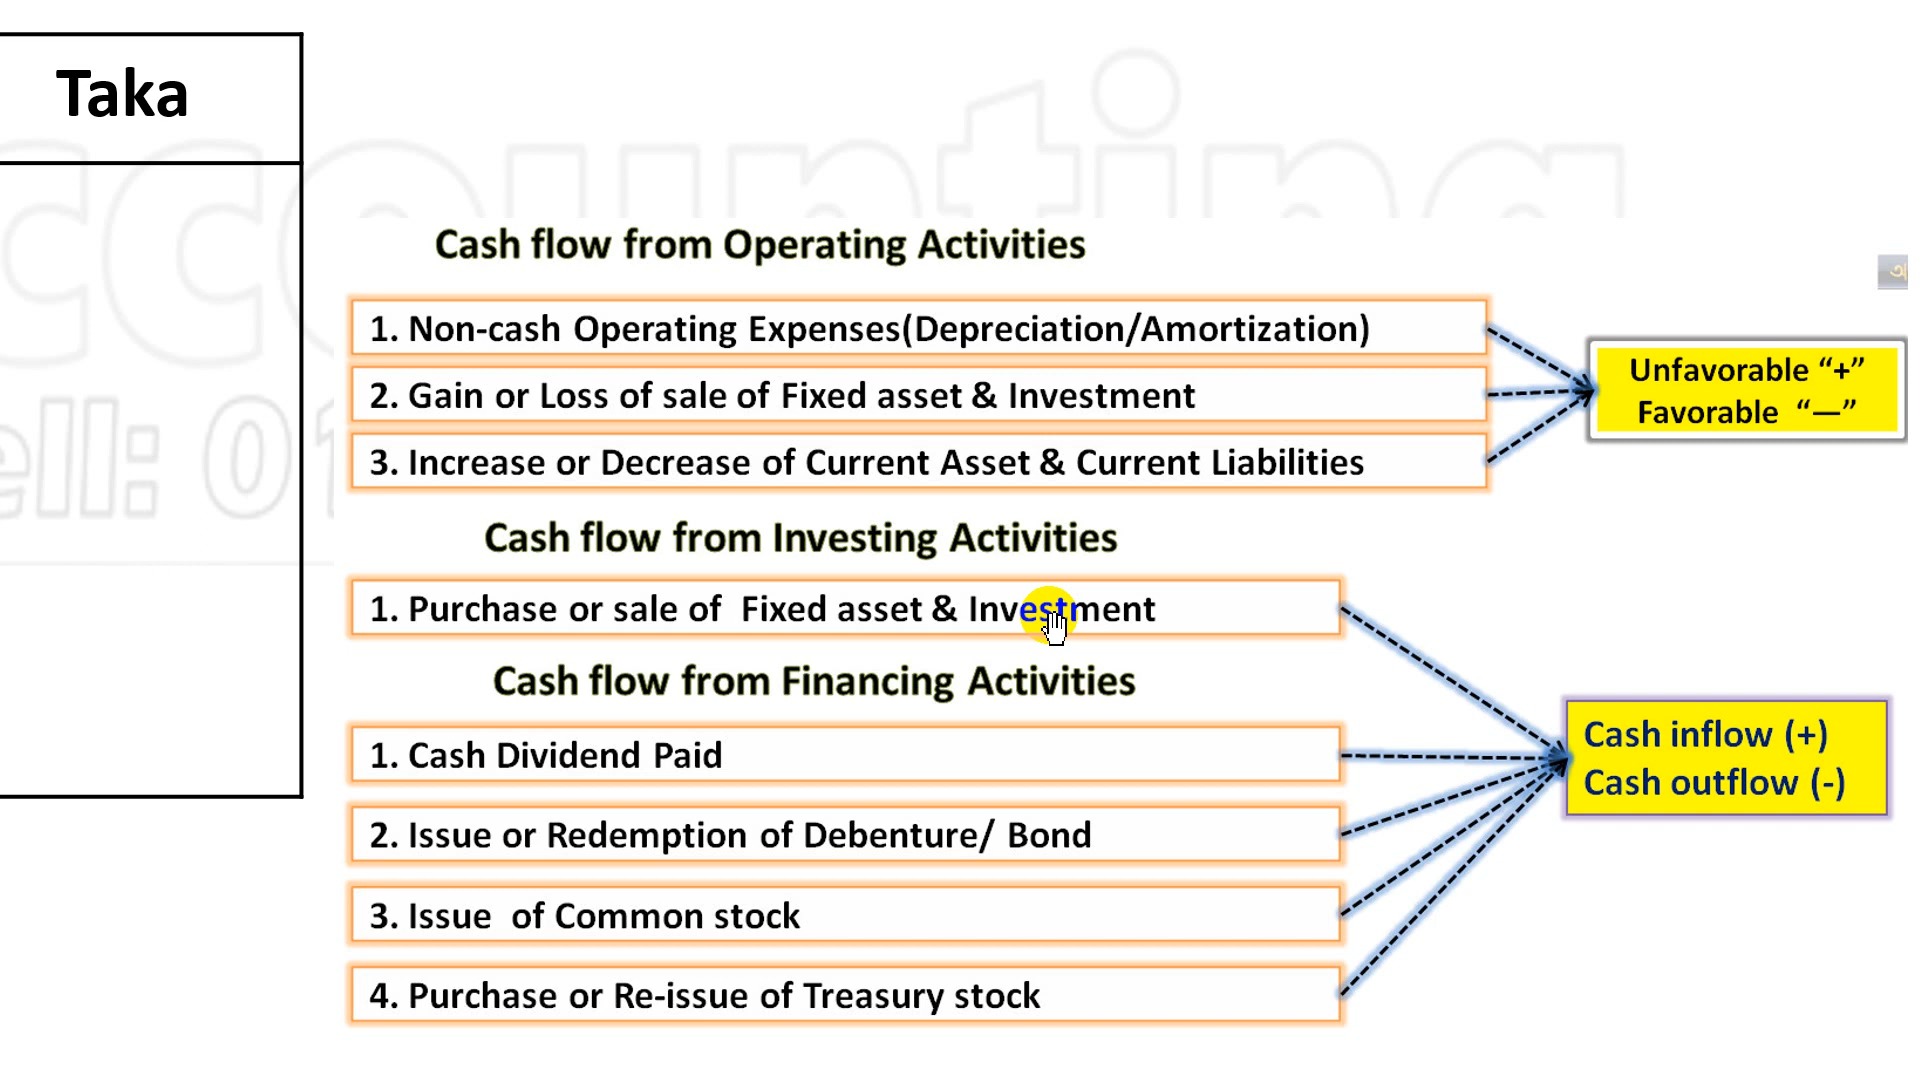 Taka
ccounting
ell: 01
Cash flow from Operating Activities
1. Non-cash Operating Expenses(Depreciation/Amortization)
2. Gain or Loss of sale of Fixed asset & Investment
3. Increase or Decrease of Current Asset & Current Liabilities
Unfavorable “+”
Favorable “—”
Cash flow from Investing Activities
1. Purchase or sale of Fixed asset & Investment
Cash flow from Financing Activities
1. Cash Dividend Paid
2. Issue or Redemption of Debenture/ Bond
3. Issue of Common stock
4. Purchase or Re-issue of Treasury stock
Cash inflow (+)
Cash outflow (-)